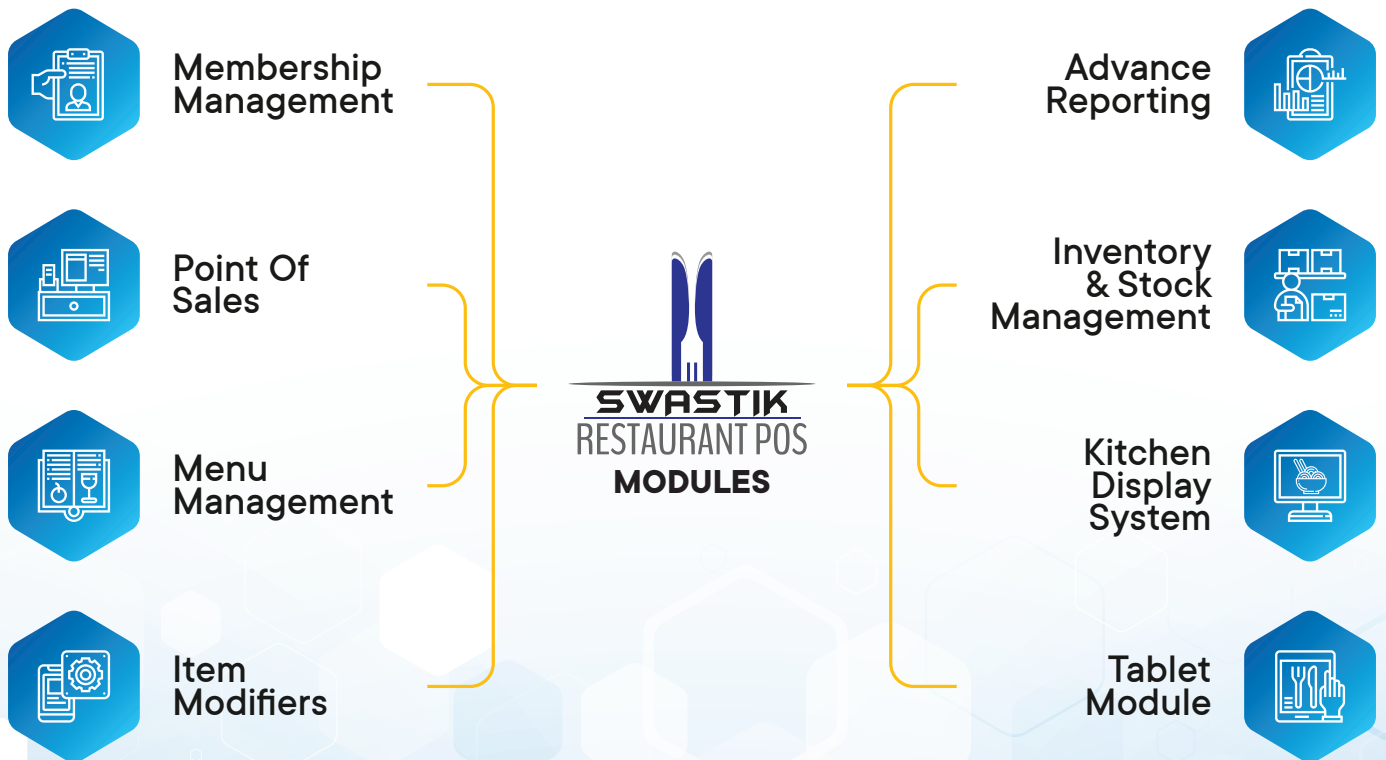 Membership
Management
Point Of
Sales
Menu
Management
Item
Modifiers
SWASTIK
RESTAURANT POS
MODULES
Advance
Reporting
Inventory
& Stock
Management
Kitchen
Display
System
Tablet
Module